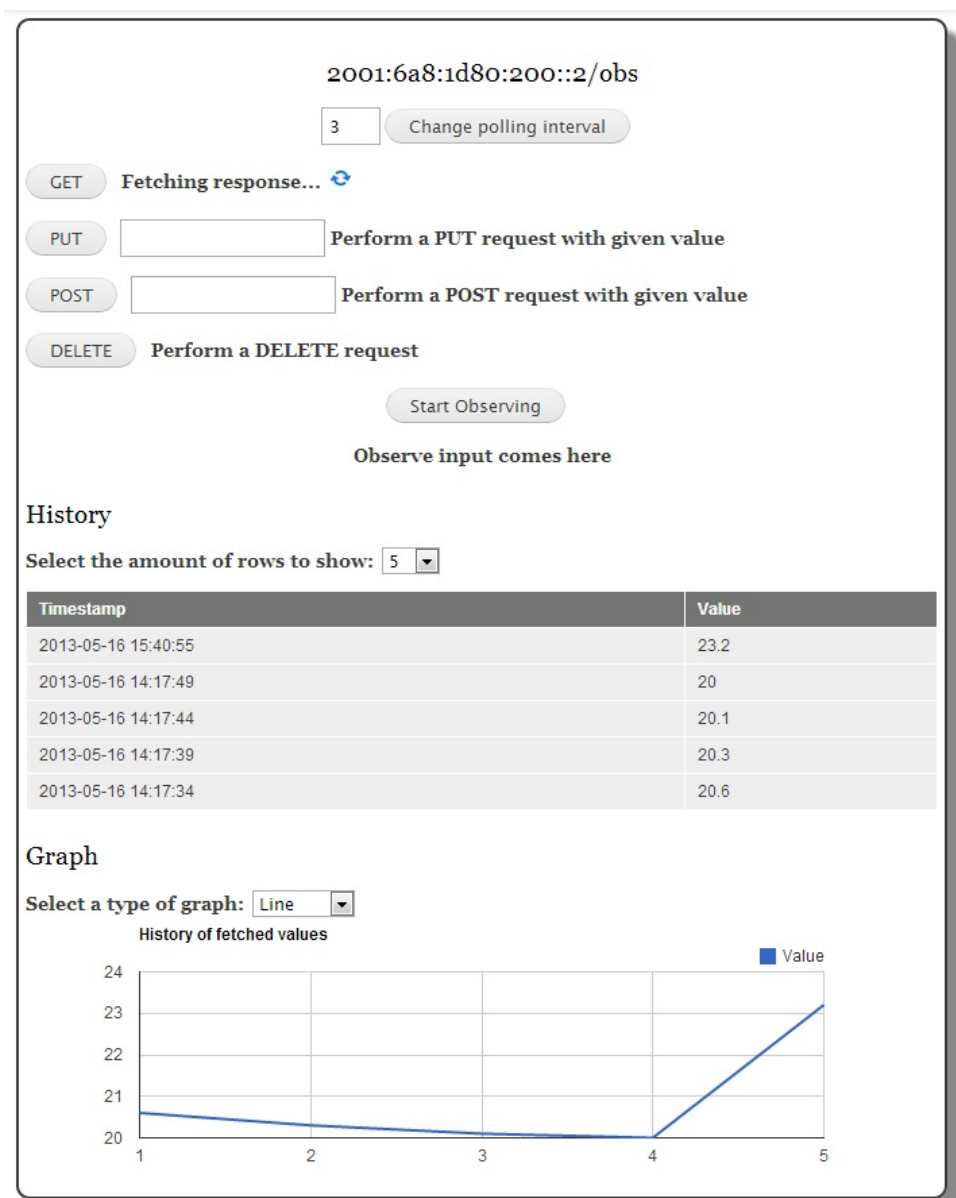 2001:6a8:1d80:200::2/obs
3 Change polling interval
GET Fetching response...
PUT Perform a PUT request with given value
POST Perform a POST request with given value
DELETE Perform a DELETE request
Start Observing
Observe input comes here
History
Select the amount of rows to show: 5
Timestamp Value
2013-05-16 15:40:55 23.2
2013-05-16 14:17:49 20
2013-05-16 14:17:44 20.1
2013-05-16 14:17:39 20.3
2013-05-16 14:17:34 20.6
Graph
Select a type of graph: Line
History of fetched values
Value
24
23
22
21
20
1 2 3 4 5